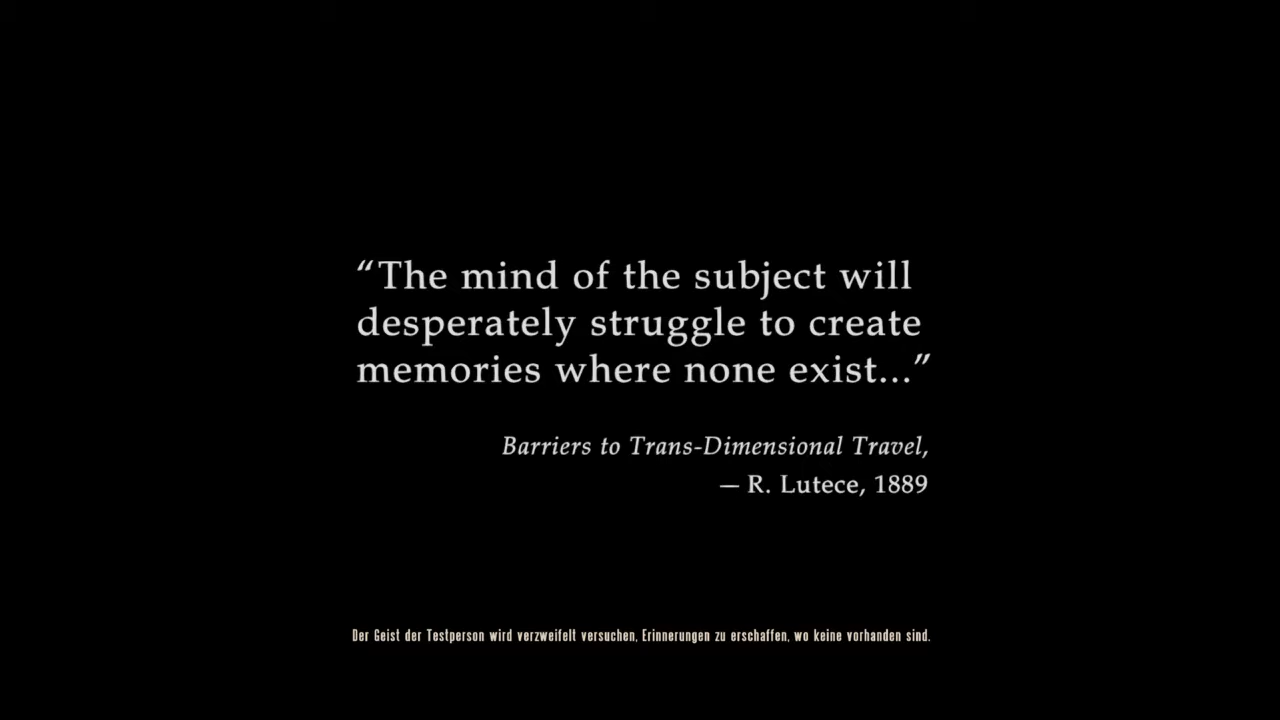 “The mind of the subject will
desperately struggle to create
memories where none exist...”
Barriers to Trans-Dimensional Travel,
— R. Lutece, 1889
Der Geist der Testperson wird verzweifelt versuchen, Erinnerungen zu erschaffen, wo keine vorhanden sind.